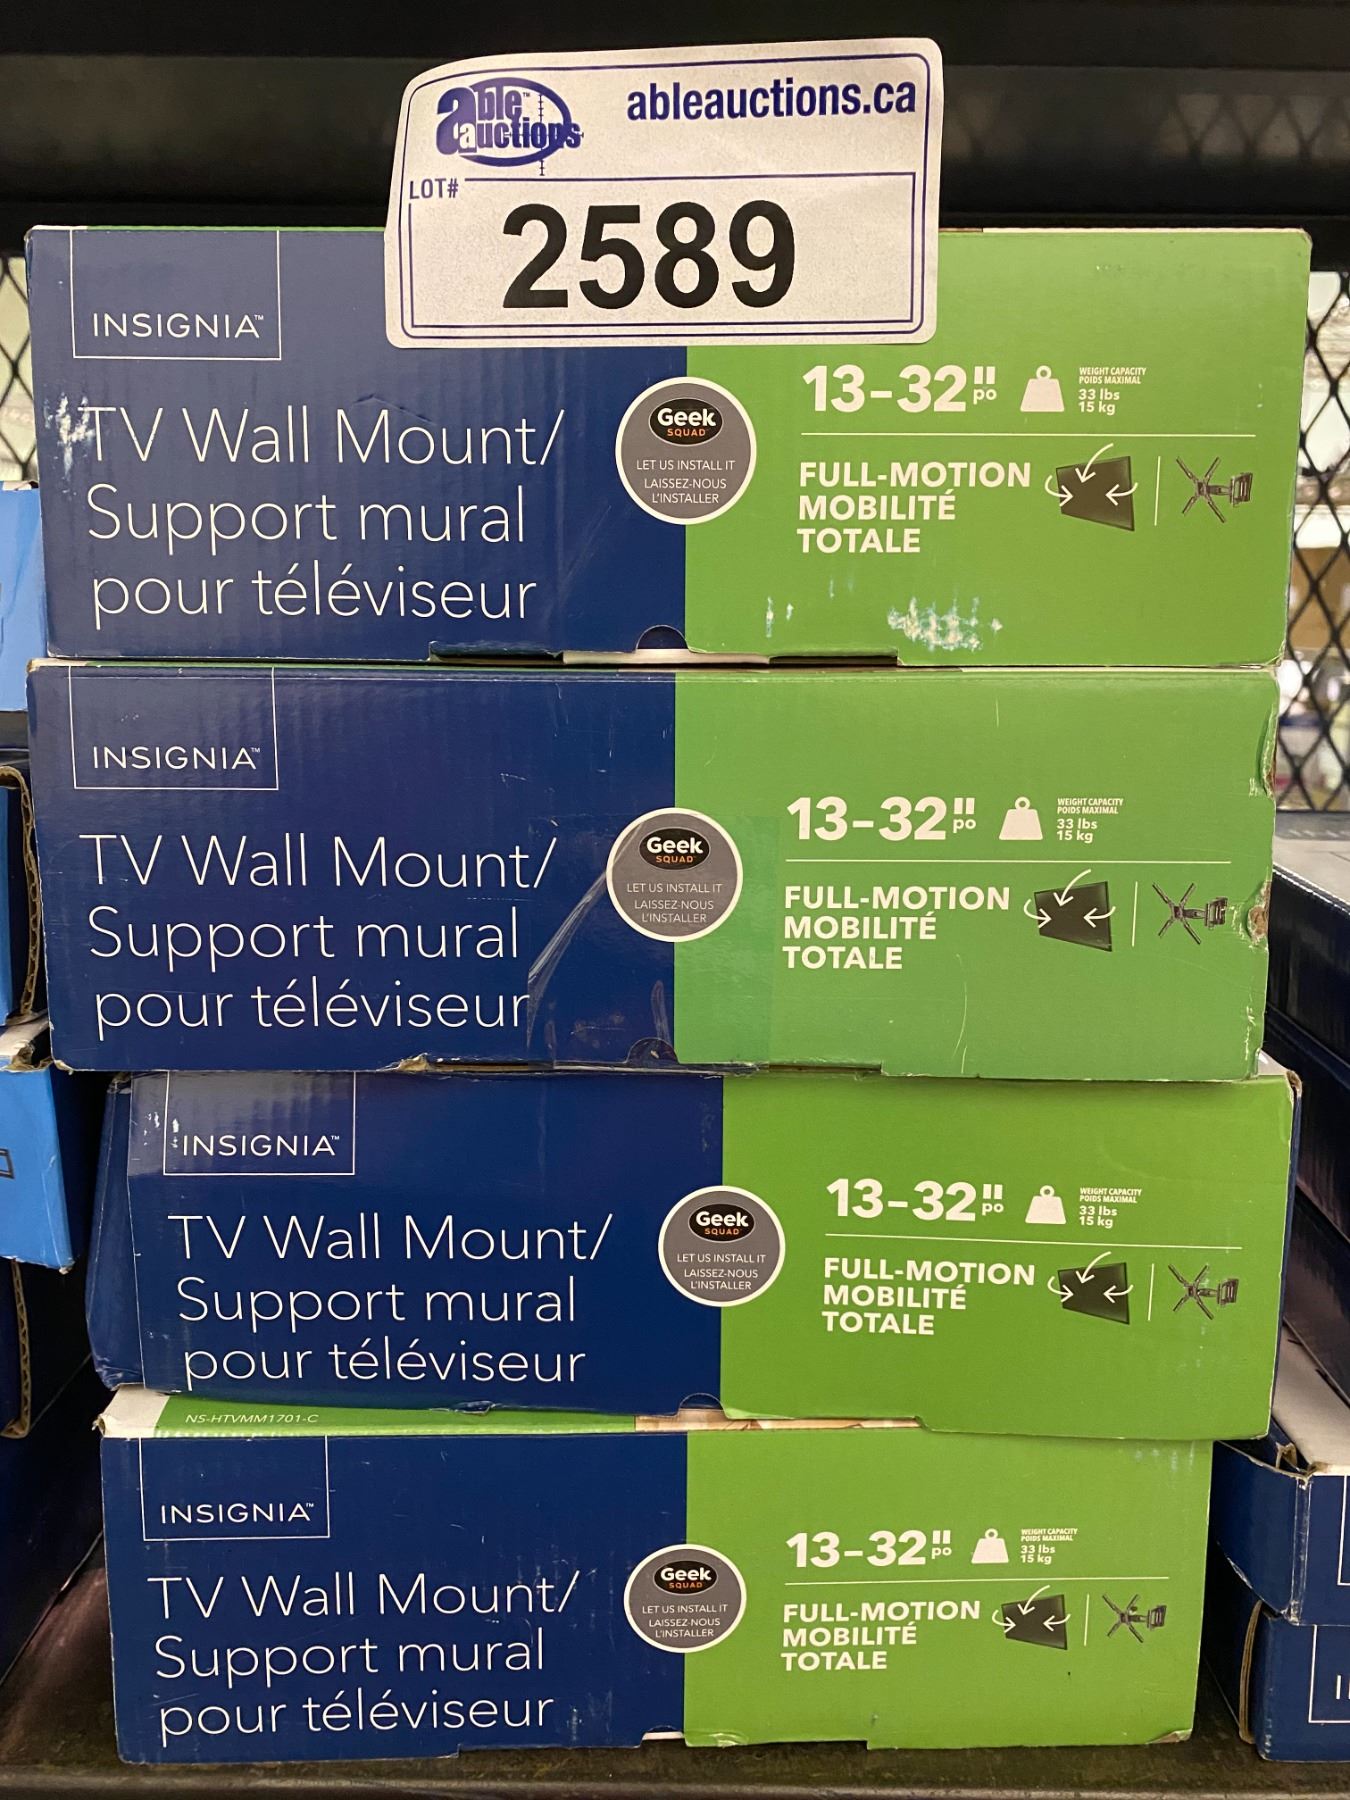 able™
auctions
ableauctions.ca
LOT#
2589
INSIGNIA™
TV Wall Mount/
Support mural
pour téléviseur
Geek
SQUAD
LET US INSTALL IT
LAISSEZ-NOUS
L'INSTALLER
13-32" po
WEIGHT CAPACITY
POIDS MAXIMAL
33 lbs
15 kg
FULL-MOTION
MOBILITÉ
TOTALE
INSIGNIA™
TV Wall Mount/
Support mural
pour téléviseur
Geek
SQUAD
LET US INSTALL IT
LAISSEZ-NOUS
L'INSTALLER
13-32" po
WEIGHT CAPACITY
POIDS MAXIMAL
33 lbs
15 kg
FULL-MOTION
MOBILITÉ
TOTALE
INSIGNIA™
TV Wall Mount/
Support mural
pour téléviseur
Geek
SQUAD
LET US INSTALL IT
LAISSEZ-NOUS
L'INSTALLER
13-32" po
WEIGHT CAPACITY
POIDS MAXIMAL
33 lbs
15 kg
FULL-MOTION
MOBILITÉ
TOTALE
NS-HTVMM1701-C
INSIGNIA™
TV Wall Mount/
Support mural
pour téléviseur
Geek
SQUAD
LET US INSTALL IT
LAISSEZ-NOUS
L'INSTALLER
13-32" po
WEIGHT CAPACITY
POIDS MAXIMAL
33 lbs
15 kg
FULL-MOTION
MOBILITÉ
TOTALE